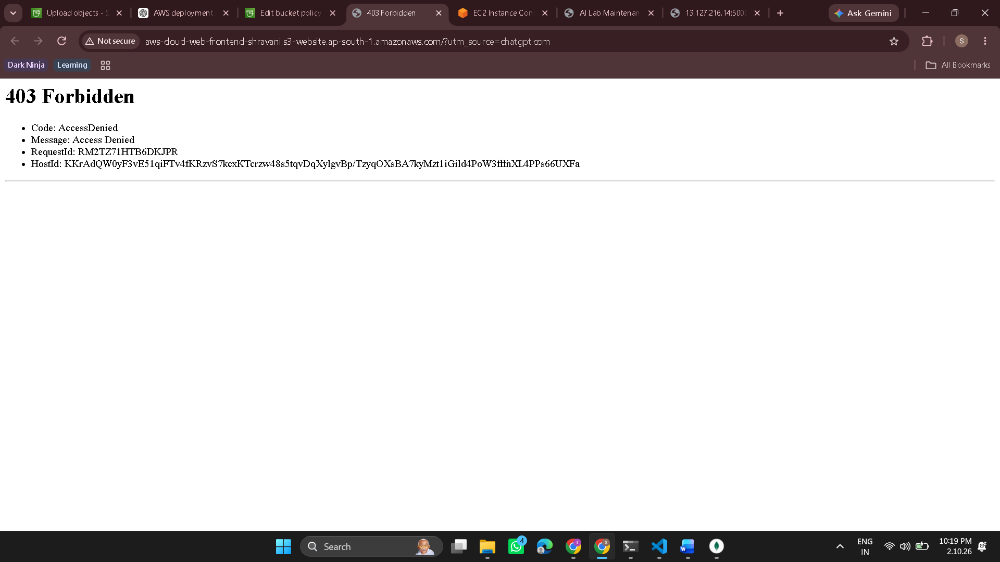 Upload objects - S
AWS deployment
Edit bucket policy
403 Forbidden
EC2 Instance Con
AI Lab Maintenan
13.127.216.14:5000
Ask Gemini
Not secure
aws-cloud-web-frontend-shravani.s3-website.ap-south-1.amazonaws.com/?utm_source=chatgpt.com
S
Dark Ninja
Learning
All Bookmarks
403 Forbidden
• Code: AccessDenied
• Message: Access Denied
• RequestId: RM2TZ71HTB6DKJPR
• HostId: KKrAdQW0yF3vE51qiFTv4fKRzvS7kcxKTcrzw48s5tqvDqXylgvBp/TzyqOXsBA7kyMzt1iGild4PoW3fffnXL4PPs66UXFa
Search
4
ENG
IN
10:19 PM
2.10.26